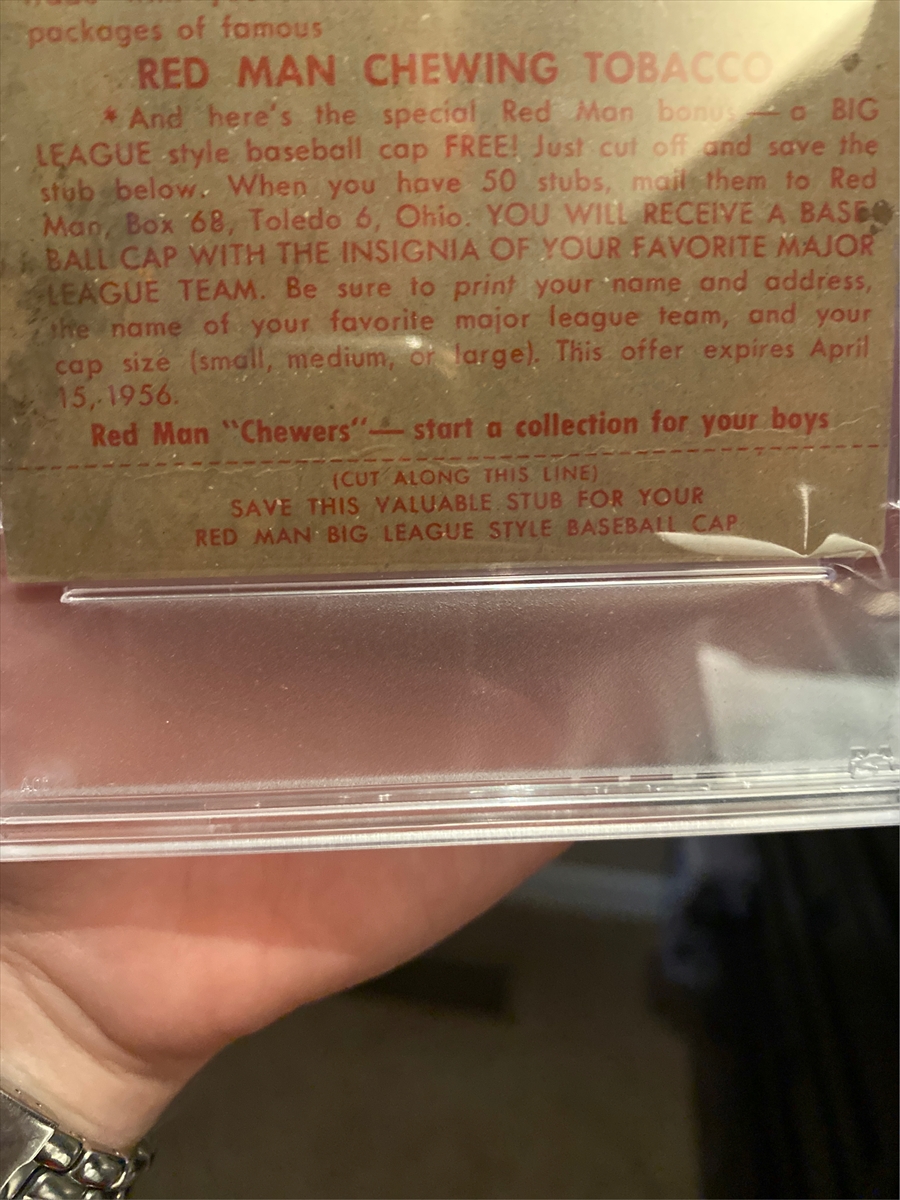 packages of famous
RED MAN CHEWING TOBACCO
* And here's the special Red Man bonus — a BIG
LEAGUE style baseball cap FREE! Just cut off and save the
stub below. When you have 50 stubs, mail them to Red
Man, Box 68, Toledo 6, Ohio. YOU WILL RECEIVE A BASE-
BALL CAP WITH THE INSIGNIA OF YOUR FAVORITE MAJOR
LEAGUE TEAM. Be sure to print your name and address,
the name of your favorite major league team, and your
cap size (small, medium, or large). This offer expires April
15, 1956.
Red Man "Chewers" — start a collection for your boys
(CUT ALONG THIS LINE)
SAVE THIS VALUABLE STUB FOR YOUR
RED MAN BIG LEAGUE STYLE BASEBALL CAP